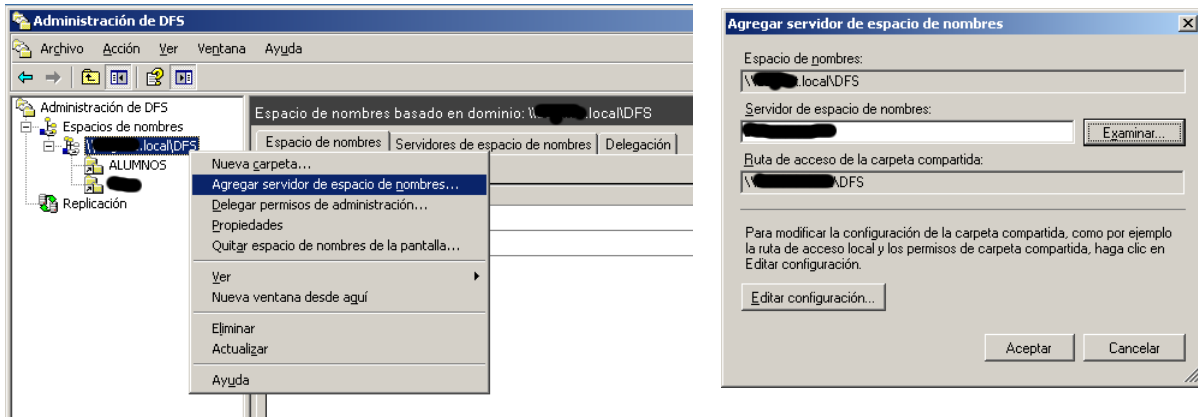 Administración de DFS
Archivo Acción Ver Ventana Ayuda
Administración de DFS
Espacios de nombres
\\ .local\DFS
ALUMNOS
Replicación
Espacio de nombres basado en dominio: \\ .local\DFS
Espacio de nombres Servidores de espacio de nombres Delegación
Nueva carpeta...
Agregar servidor de espacio de nombres...
Delegar permisos de administración...
Propiedades
Quitar espacio de nombres de la pantalla...
Ver
Nueva ventana desde aquí
Eliminar
Actualizar
Ayuda
Agregar servidor de espacio de nombres
Espacio de nombres:
\\ .local\DFS
Servidor de espacio de nombres:
Examinar...
Ruta de acceso de la carpeta compartida:
\\ \DFS
Para modificar la configuración de la carpeta compartida, como por ejemplo
la ruta de acceso local y los permisos de carpeta compartida, haga clic en
Editar configuración.
Editar configuración...
Aceptar Cancelar